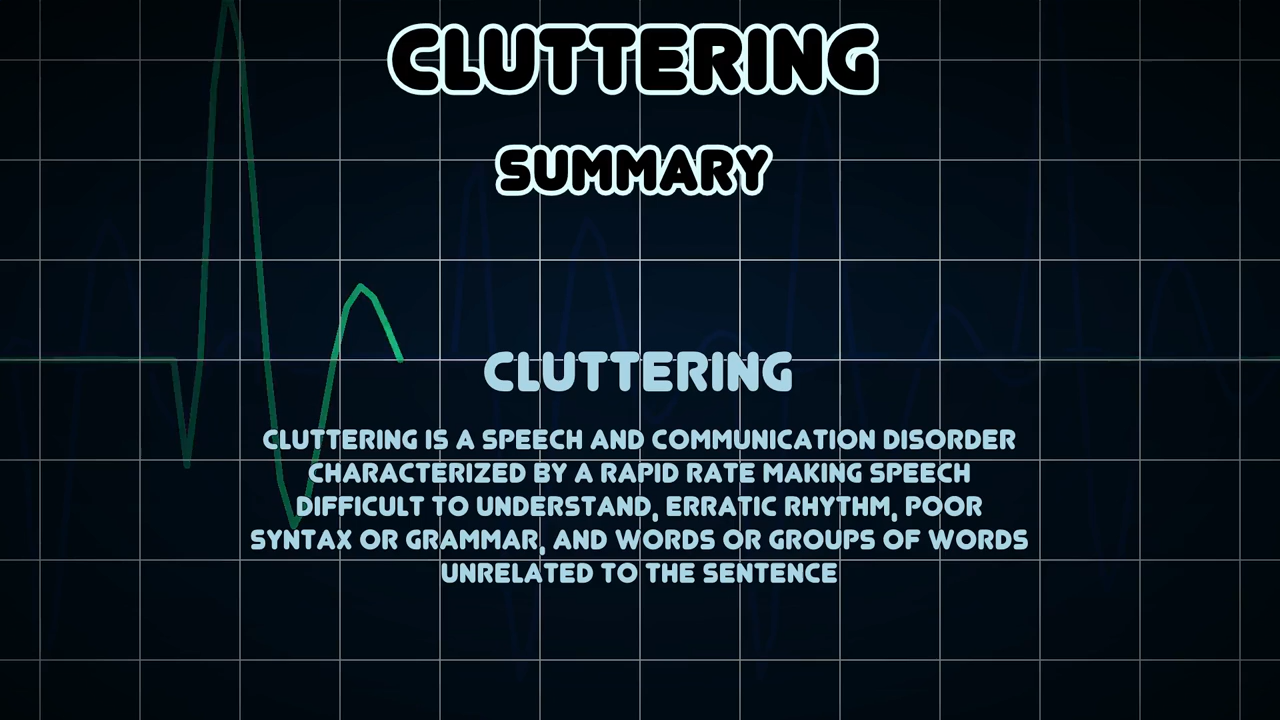 CLUTTERING
SUMMARY
CLUTTERING
CLUTTERING IS A SPEECH AND COMMUNICATION DISORDER
CHARACTERIZED BY A RAPID RATE MAKING SPEECH
DIFFICULT TO UNDERSTAND, ERRATIC RHYTHM, POOR
SYNTAX OR GRAMMAR, AND WORDS OR GROUPS OF WORDS
UNRELATED TO THE SENTENCE